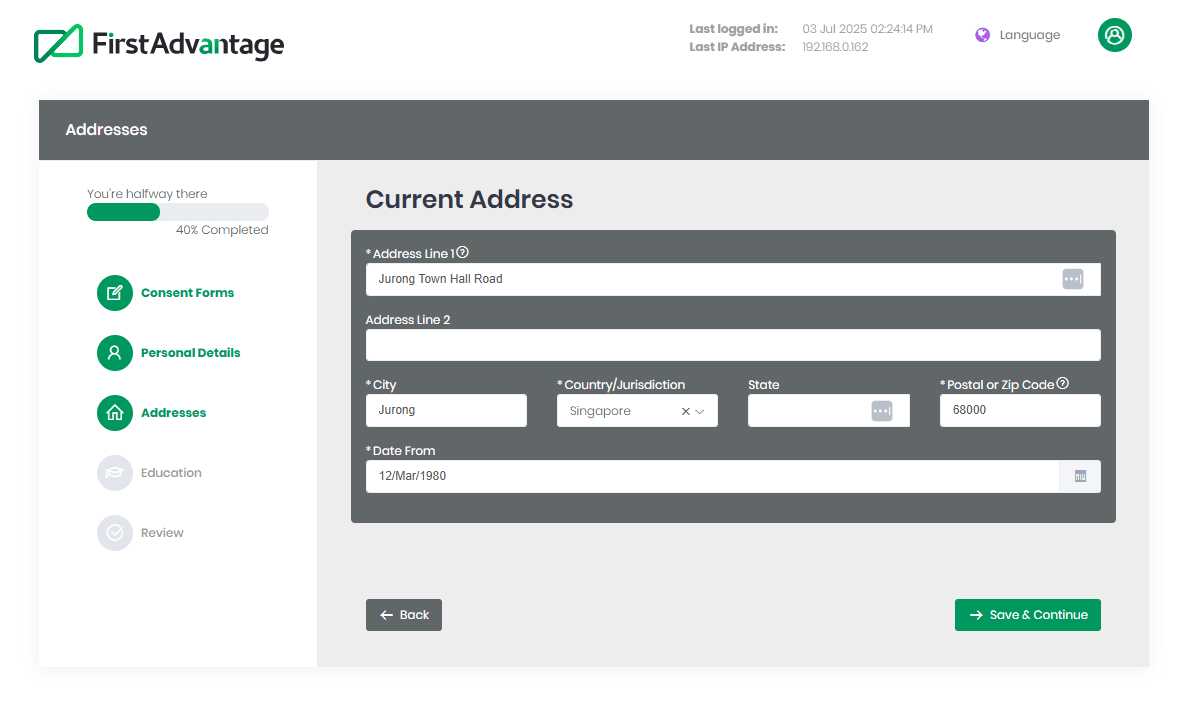 FirstAdvantage
Last logged in: 03 Jul 2025 02:24:14 PM
Last IP Address: 192.168.0.162
Language
Addresses
You're halfway there
40% Completed
Consent Forms
Personal Details
Addresses
Education
Review
Current Address
* Address Line 1
Jurong Town Hall Road
Address Line 2
* City
* Country/Jurisdiction
State
* Postal or Zip Code
Jurong
Singapore
68000
* Date From
12/Mar/1980
Back
Save & Continue